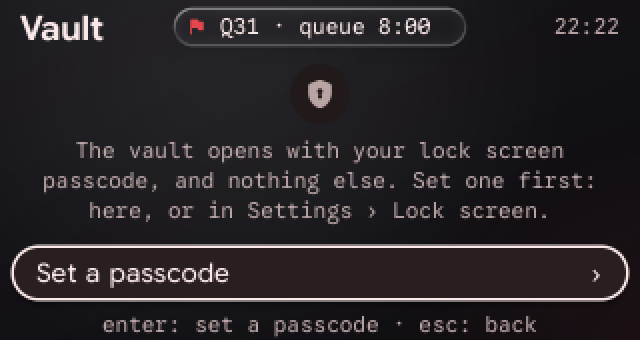 Vault
Q31 · queue 8:00
22:22
The vault opens with your lock screen
passcode, and nothing else. Set one first:
here, or in Settings › Lock screen.
Set a passcode ›
enter: set a passcode · esc: back